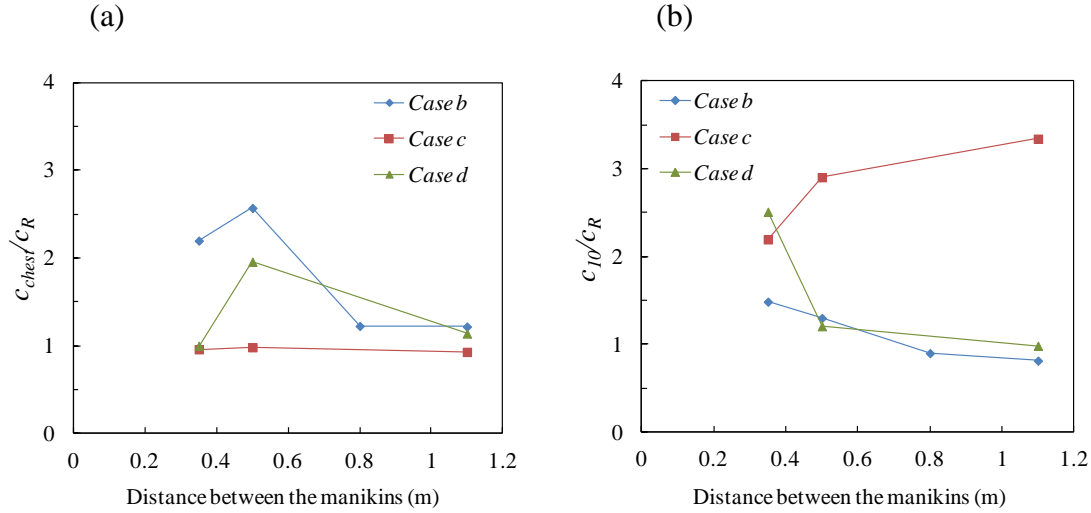 (a)
4
3
2
1
0
0 0.2 0.4 0.6 0.8 1 1.2
c_chest/c_R
Distance between the manikins (m)
Case b
Case c
Case d
(b)
4
3
2
1
0
0 0.2 0.4 0.6 0.8 1 1.2
c_10/c_R
Distance between the manikins (m)
Case b
Case c
Case d